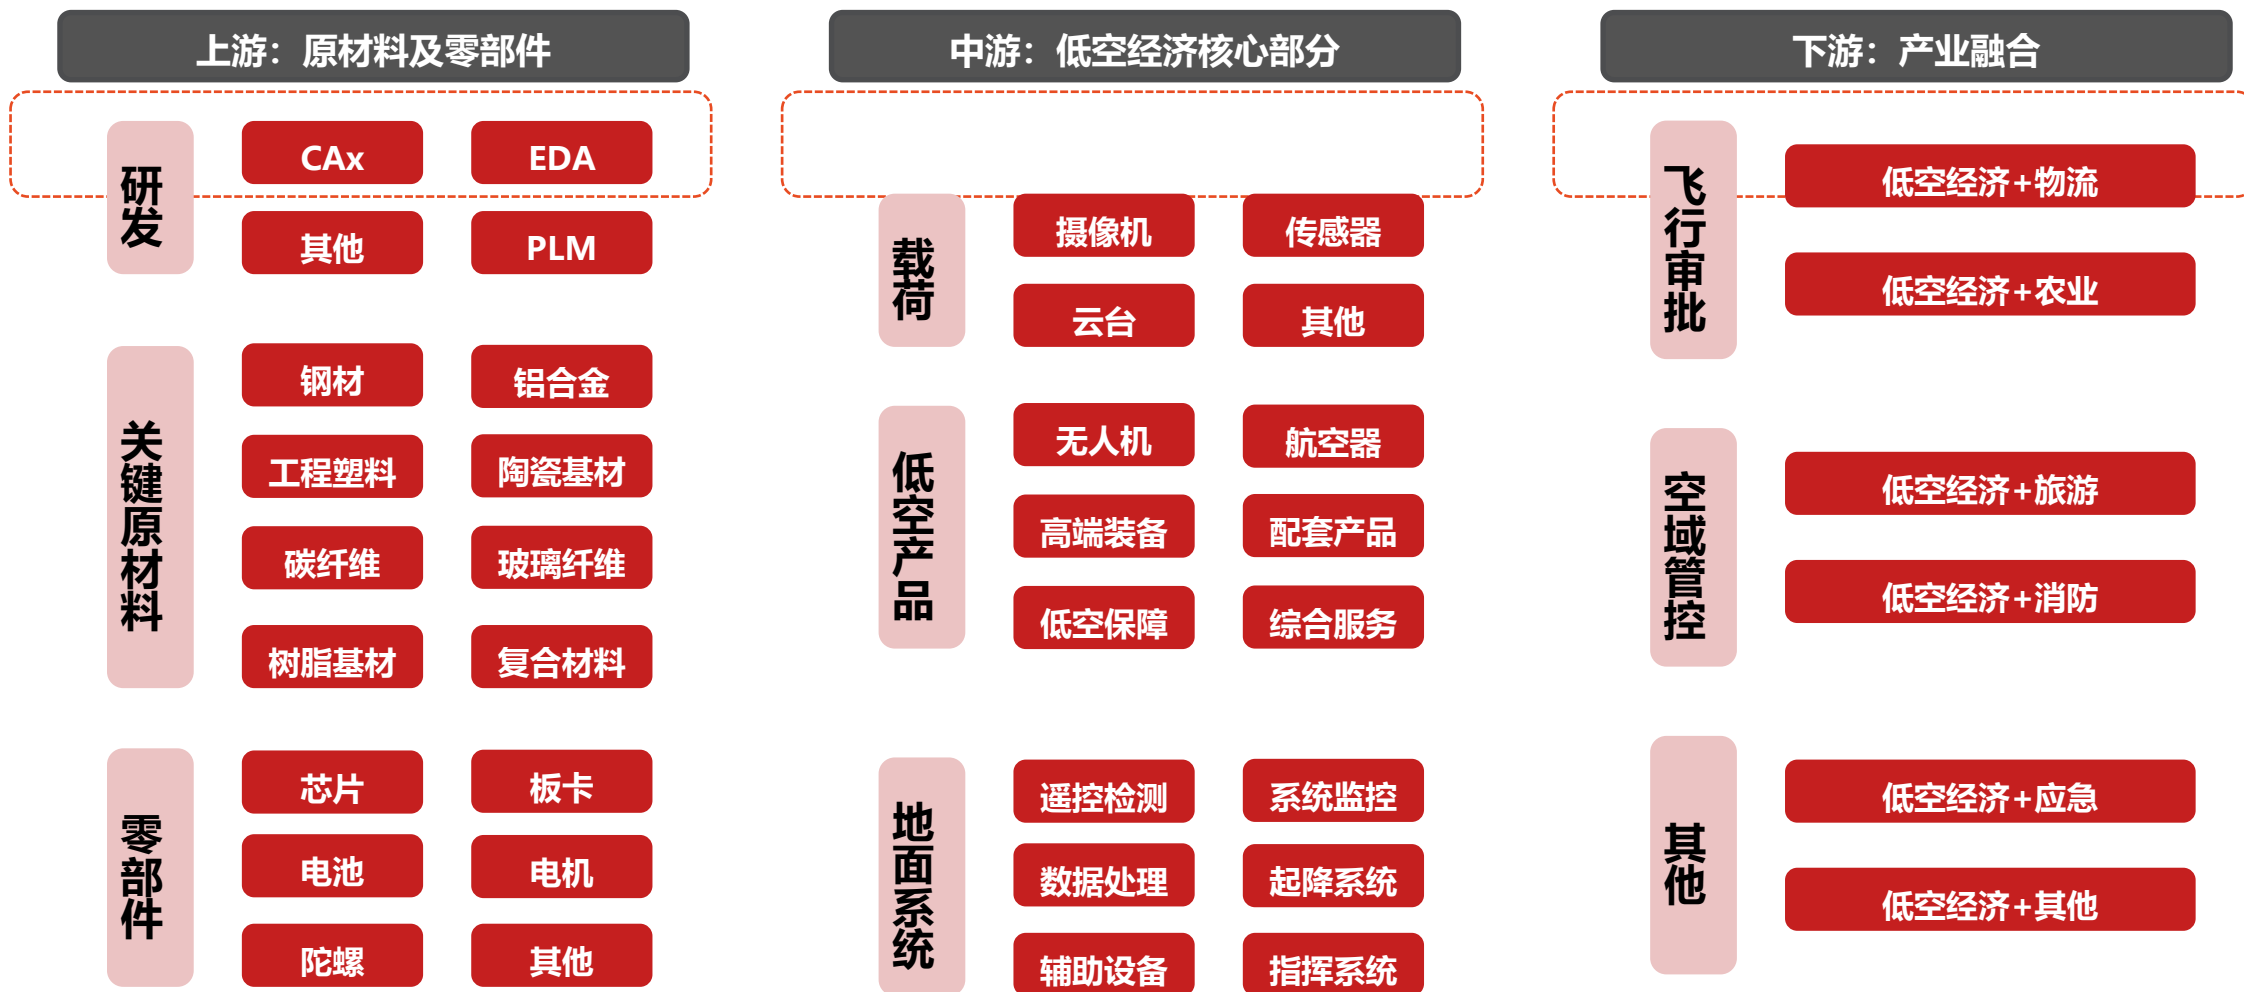 上游：原材料及零部件
研发
CAx
EDA
其他
PLM
关键原材料
钢材
铝合金
工程塑料
陶瓷基材
碳纤维
玻璃纤维
树脂基材
复合材料
零部件
芯片
板卡
电池
电机
陀螺
其他
中游：低空经济核心部分
载荷
摄像机
传感器
云台
其他
低空产品
无人机
航空器
高端装备
配套产品
低空保障
综合服务
地面系统
遥控检测
系统监控
数据处理
起降系统
辅助设备
指挥系统
下游：产业融合
飞行审批
低空经济+物流
低空经济+农业
空域管控
低空经济+旅游
低空经济+消防
其他
低空经济+应急
低空经济+其他